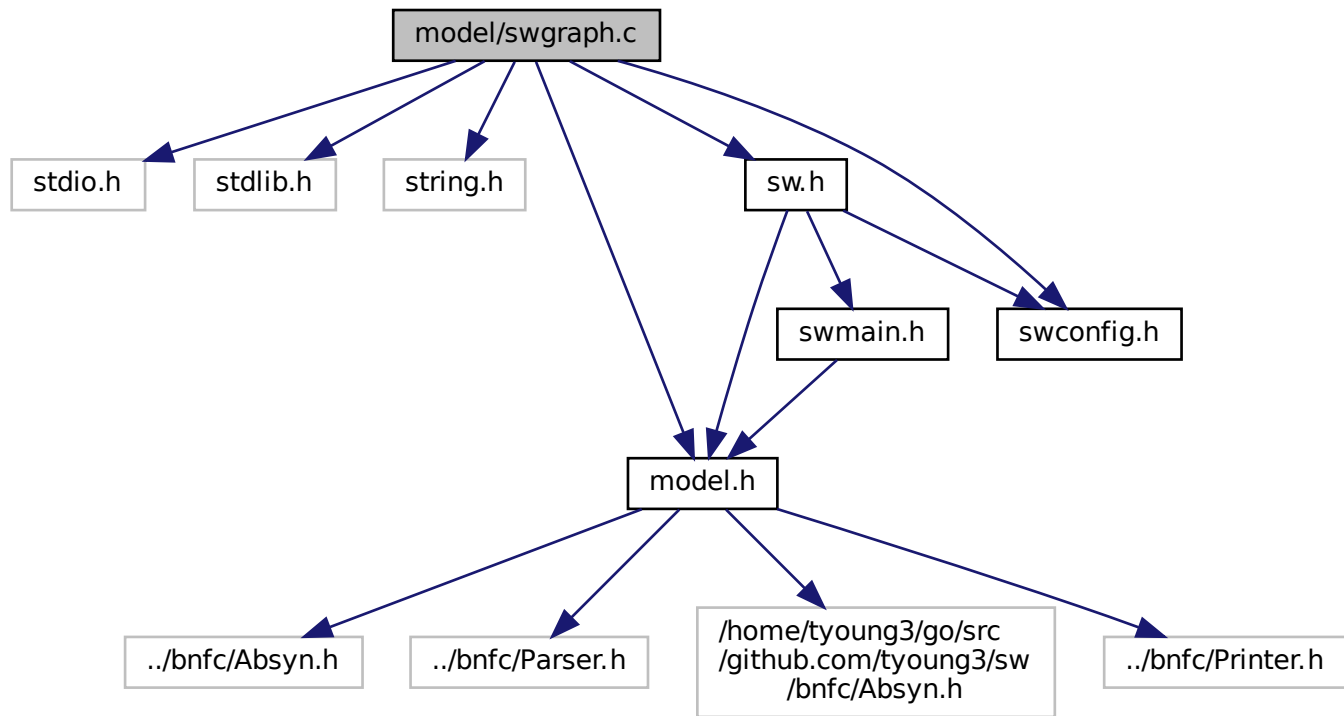 model/swgraph.c
stdio.h
stdlib.h
string.h
sw.h
swmain.h
swconfig.h
model.h
../bnfc/Absyn.h
../bnfc/Parser.h
/home/tyoung3/go/src
/github.com/tyoung3/sw
/bnfc/Absyn.h
../bnfc/Printer.h